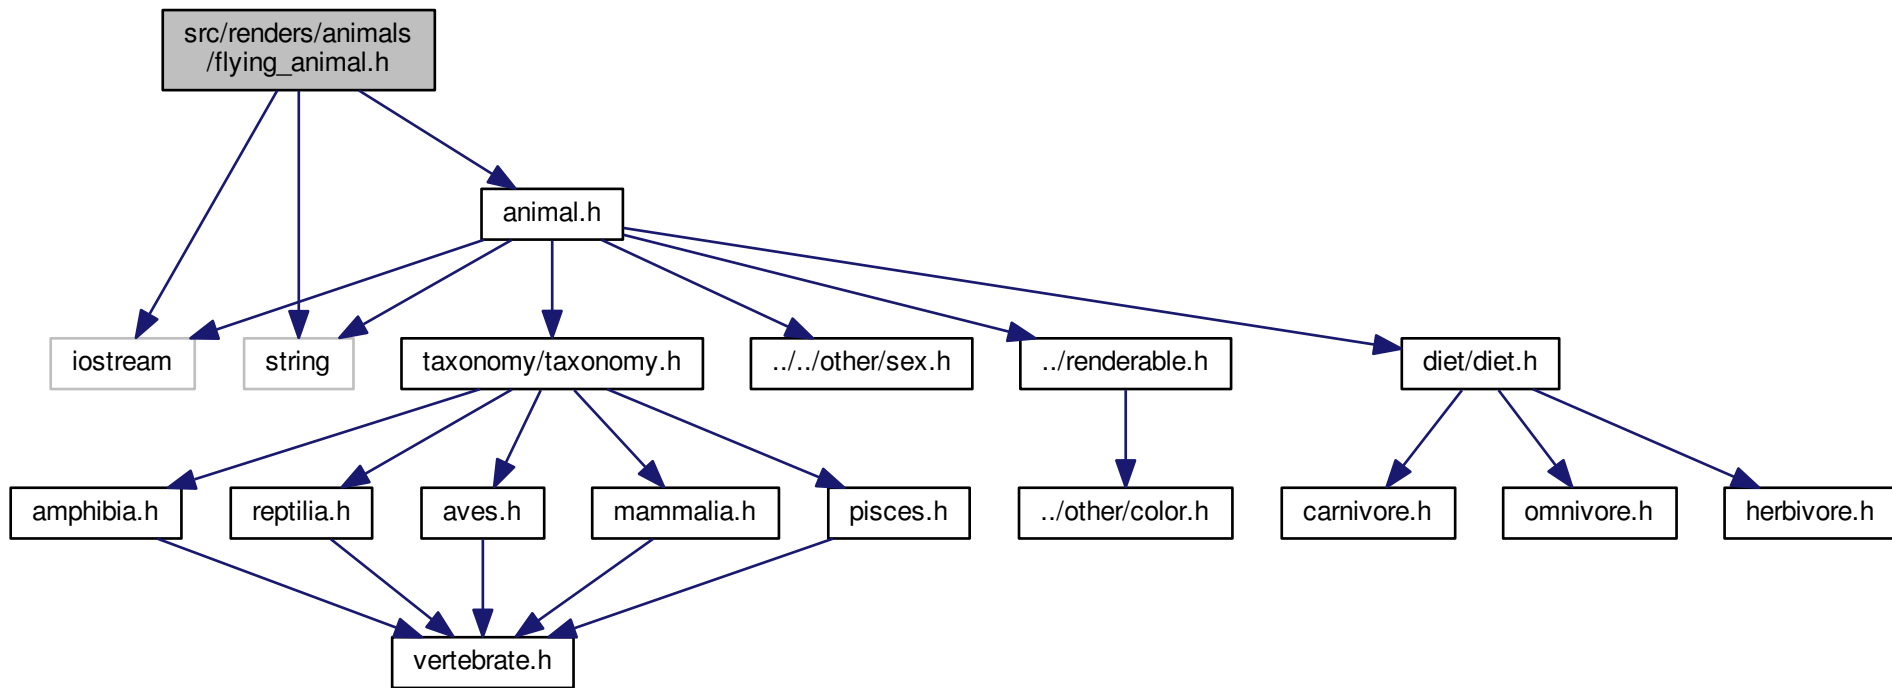 src/renders/animals
/flying_animal.h
animal.h
iostream
string
taxonomy/taxonomy.h
../../other/sex.h
../renderable.h
diet/diet.h
amphibia.h
reptilia.h
aves.h
mammalia.h
pisces.h
../other/color.h
carnivore.h
omnivore.h
herbivore.h
vertebrate.h